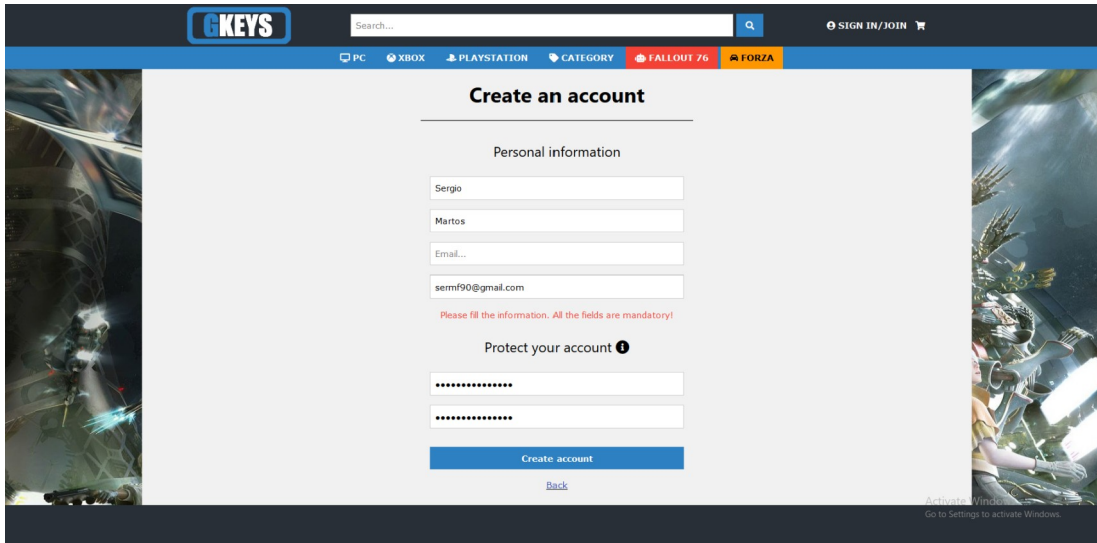 GKEYS
Search...
SIGN IN/JOIN
PC XBOX PLAYSTATION CATEGORY FALLOUT 76 FORZA
Create an account
Personal information
Sergio
Martos
Email...
sermf90@gmail.com
Please fill the information. All the fields are mandatory!
Protect your account
Create account
Back
Activate Windows
Go to Settings to activate Windows.